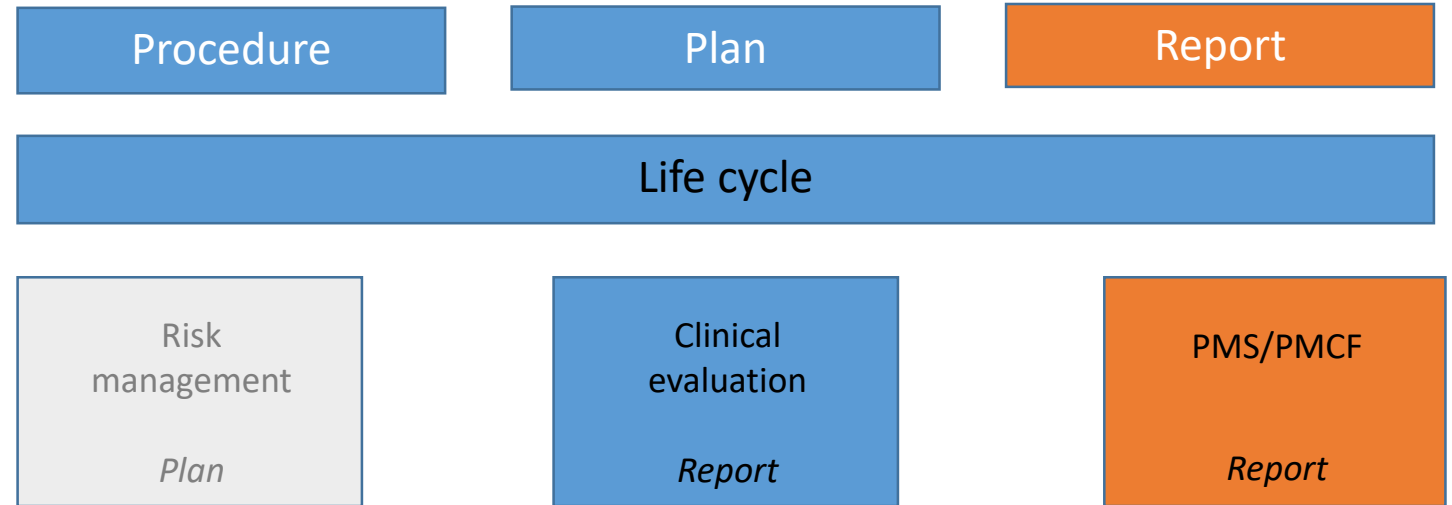 Procedure
Plan
Report
Life cycle
Risk
management
Plan
Clinical
evaluation
Report
PMS/PMCF
Report